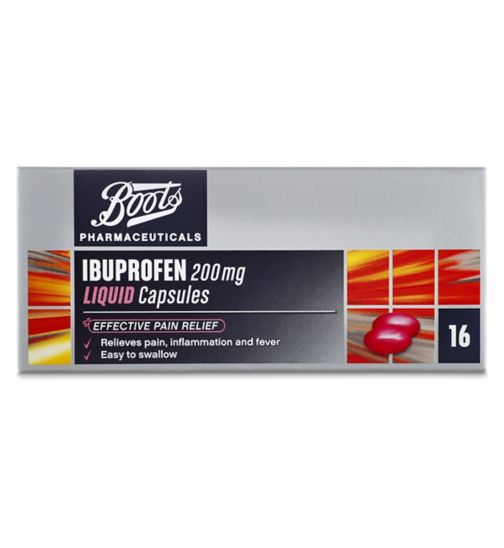 Boots
PHARMACEUTICALS
IBUPROFEN 200mg
LIQUID Capsules
EFFECTIVE PAIN RELIEF
Relieves pain, inflammation and fever
Easy to swallow
16